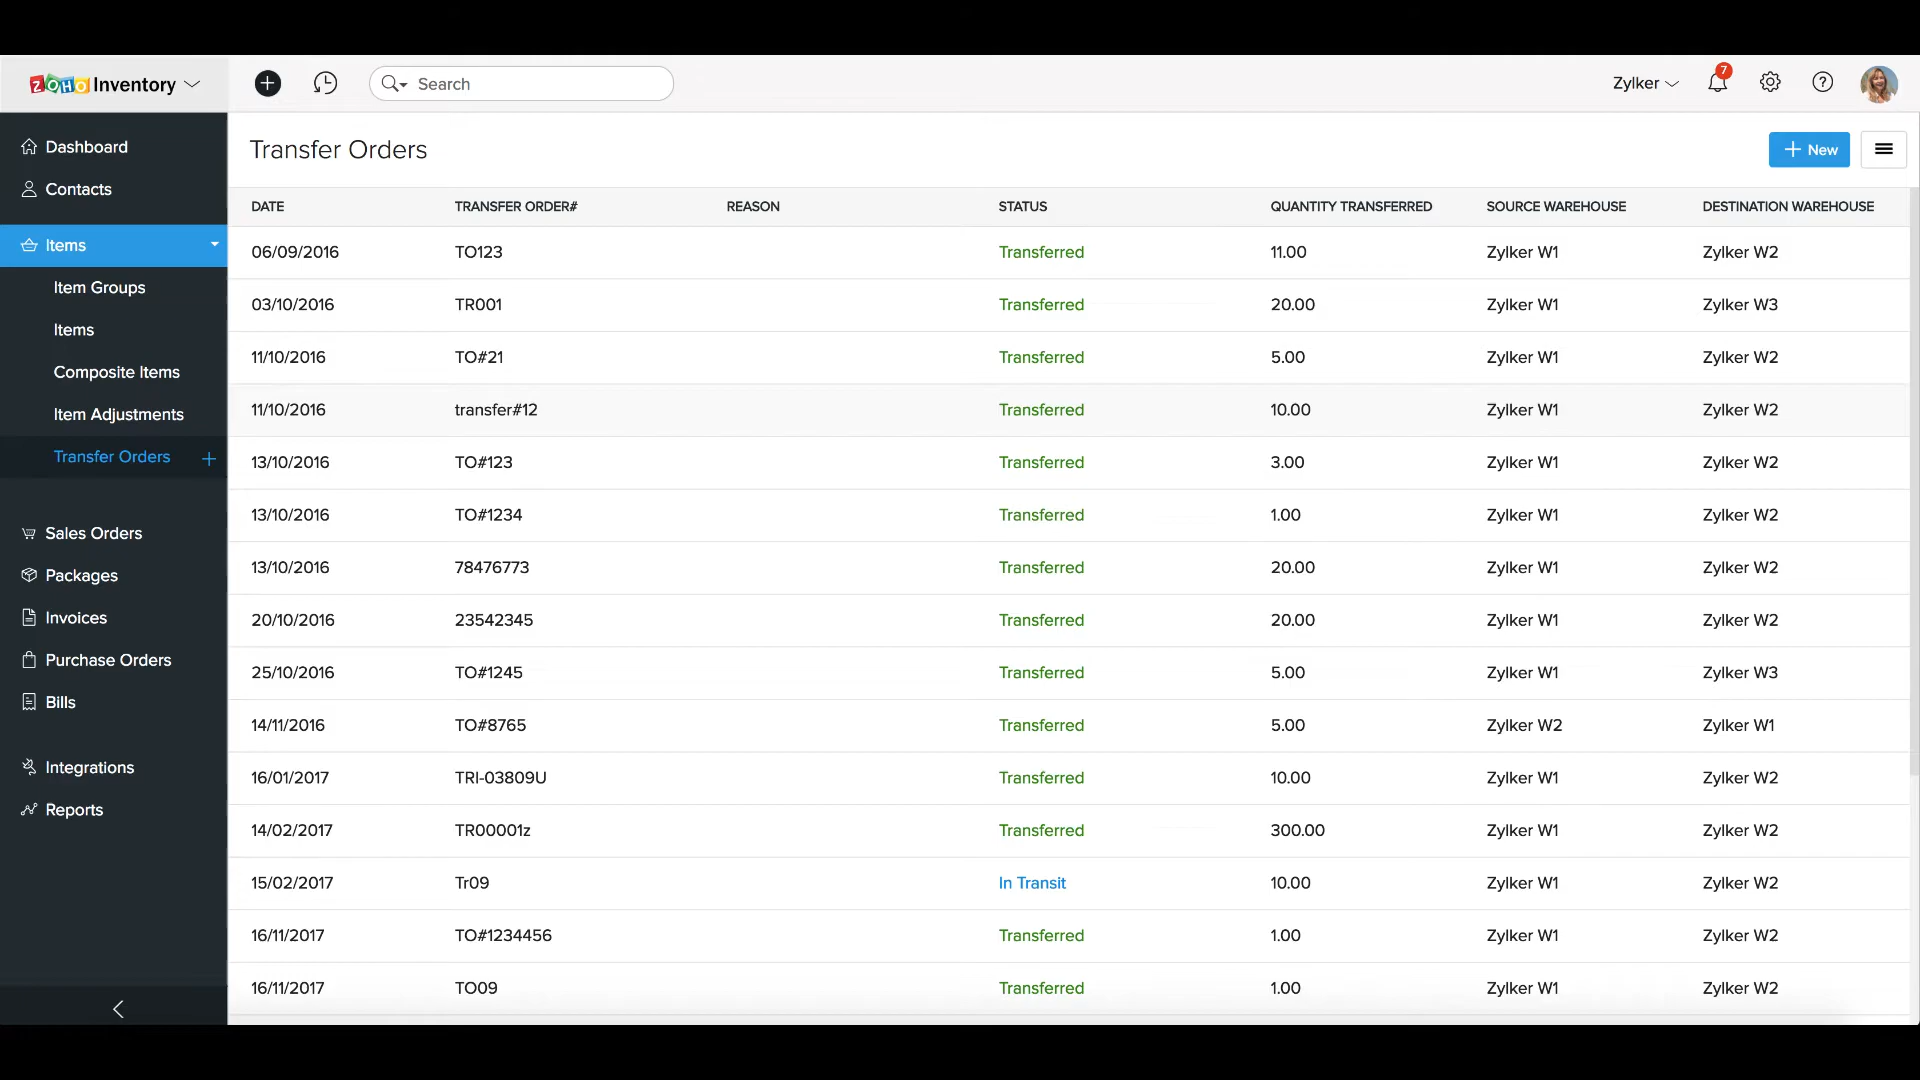 ZOHO Inventory
Search
Zylker
7
Dashboard
Contacts
Items
Item Groups
Items
Composite Items
Item Adjustments
Transfer Orders
Sales Orders
Packages
Invoices
Purchase Orders
Bills
Integrations
Reports
Transfer Orders
New
DATE TRANSFER ORDER# REASON STATUS QUANTITY TRANSFERRED SOURCE WAREHOUSE DESTINATION WAREHOUSE
06/09/2016 TO123 Transferred 11.00 Zylker W1 Zylker W2
03/10/2016 TR001 Transferred 20.00 Zylker W1 Zylker W3
11/10/2016 TO#21 Transferred 5.00 Zylker W1 Zylker W2
11/10/2016 transfer#12 Transferred 10.00 Zylker W1 Zylker W2
13/10/2016 TO#123 Transferred 3.00 Zylker W1 Zylker W2
13/10/2016 TO#1234 Transferred 1.00 Zylker W1 Zylker W2
13/10/2016 78476773 Transferred 20.00 Zylker W1 Zylker W2
20/10/2016 23542345 Transferred 20.00 Zylker W1 Zylker W2
25/10/2016 TO#1245 Transferred 5.00 Zylker W1 Zylker W3
14/11/2016 TO#8765 Transferred 5.00 Zylker W2 Zylker W1
16/01/2017 TRI-03809U Transferred 10.00 Zylker W1 Zylker W2
14/02/2017 TR00001z Transferred 300.00 Zylker W1 Zylker W2
15/02/2017 Tr09 In Transit 10.00 Zylker W1 Zylker W2
16/11/2017 TO#1234456 Transferred 1.00 Zylker W1 Zylker W2
16/11/2017 TO09 Transferred 1.00 Zylker W1 Zylker W2